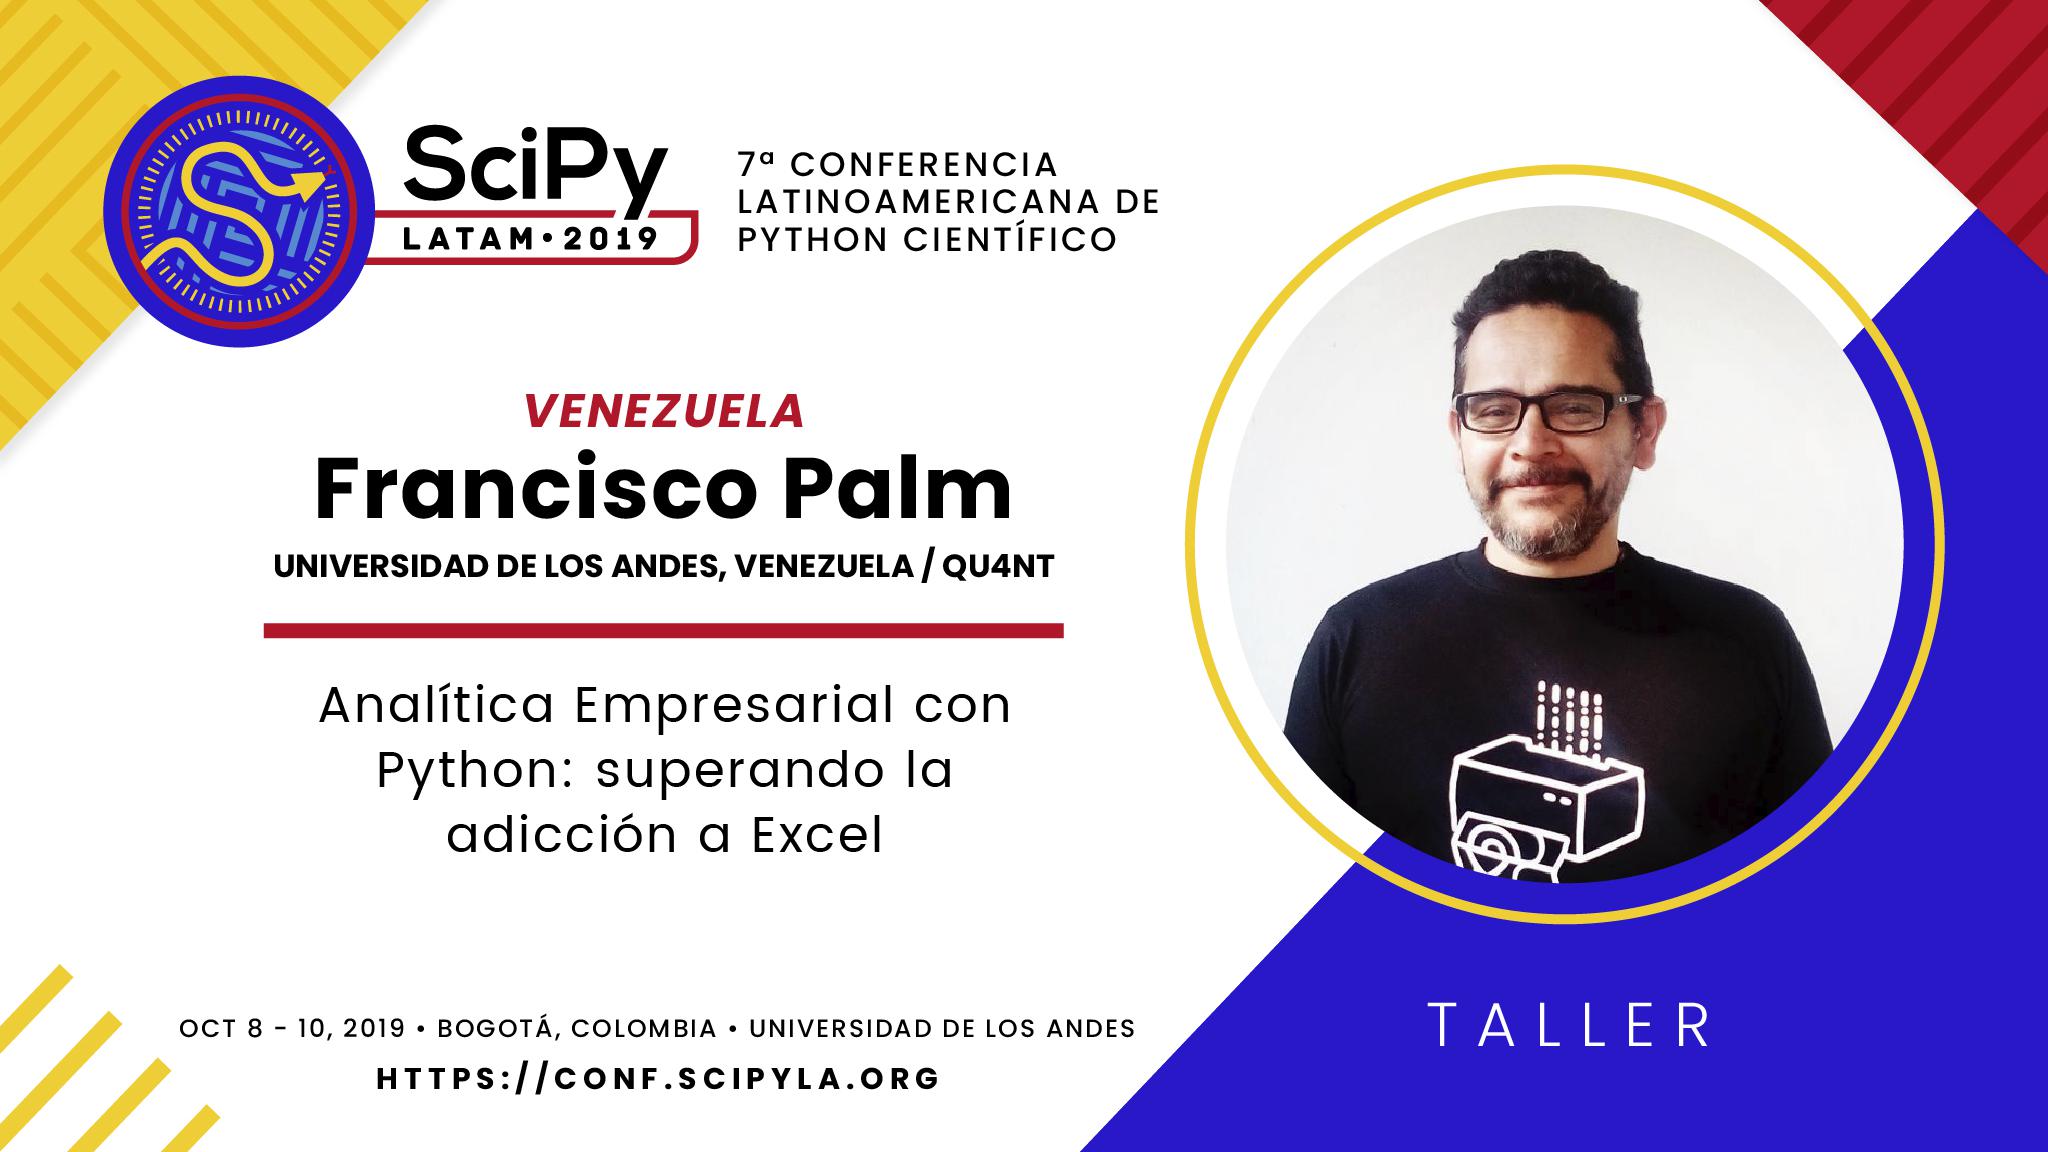 SciPy
LATAM•2019
7ª CONFERENCIA
LATINOAMERICANA DE
PYTHON CIENTÍFICO
VENEZUELA
Francisco Palm
UNIVERSIDAD DE LOS ANDES, VENEZUELA / QU4NT
Analítica Empresarial con
Python: superando la
adicción a Excel
OCT 8 - 10, 2019 • BOGOTÁ, COLOMBIA • UNIVERSIDAD DE LOS ANDES
HTTPS://CONF.SCIPYLA.ORG
TALLER